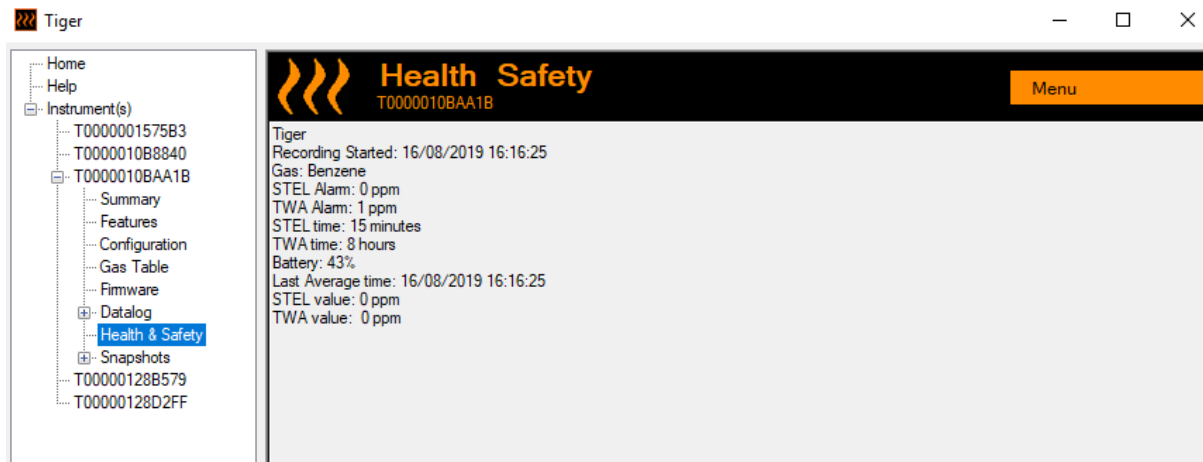 Tiger
Home
Help
Instrument(s)
T0000001575B3
T0000010B8840
T0000010BAA1B
Summary
Features
Configuration
Gas Table
Firmware
Datalog
Health & Safety
Snapshots
T00000128B579
T00000128D2FF
Health Safety
T0000010BAA1B
Menu
Tiger
Recording Started: 16/08/2019 16:16:25
Gas: Benzene
STEL Alarm: 0 ppm
TWA Alarm: 1 ppm
STEL time: 15 minutes
TWA time: 8 hours
Battery: 43%
Last Average time: 16/08/2019 16:16:25
STEL value: 0 ppm
TWA value: 0 ppm